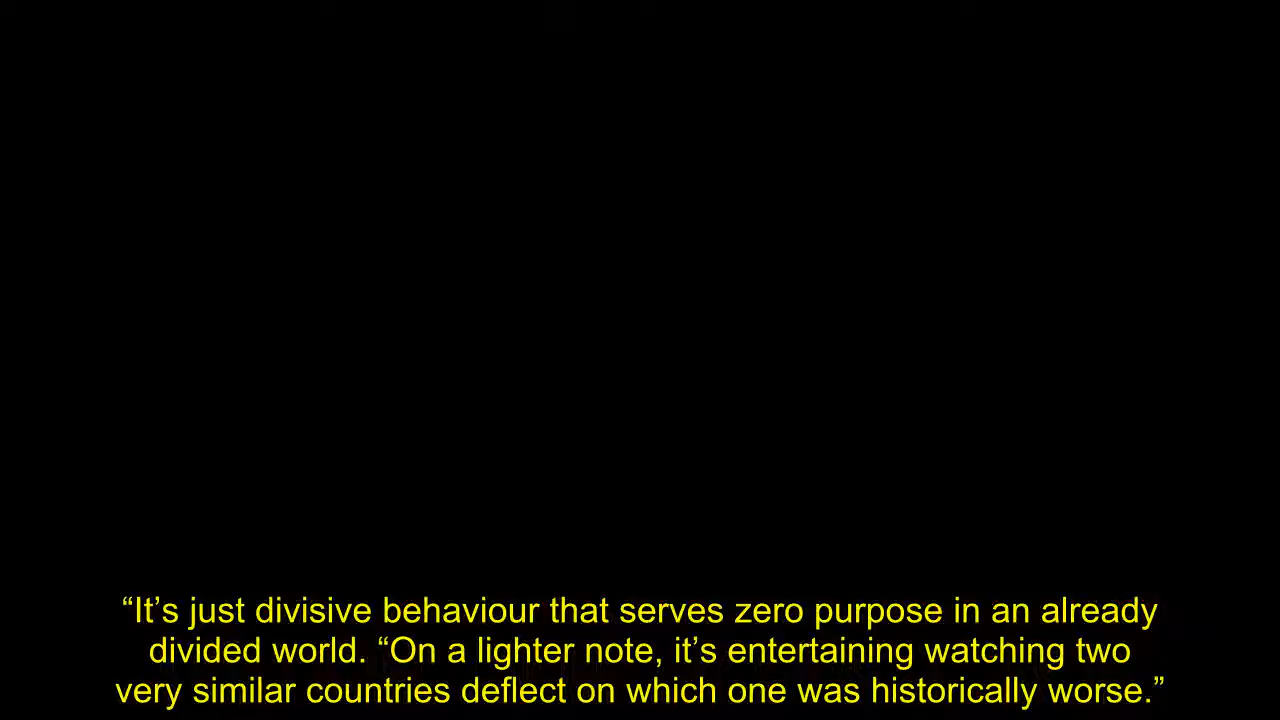 “It’s just divisive behaviour that serves zero purpose in an already
divided world. “On a lighter note, it’s entertaining watching two
very similar countries deflect on which one was historically worse.”